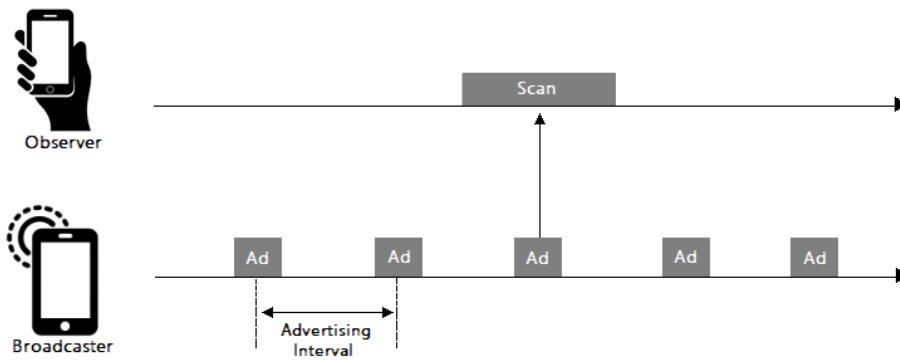 Scan
Observer
Ad Ad Ad Ad Ad
Advertising
Interval
Broadcaster